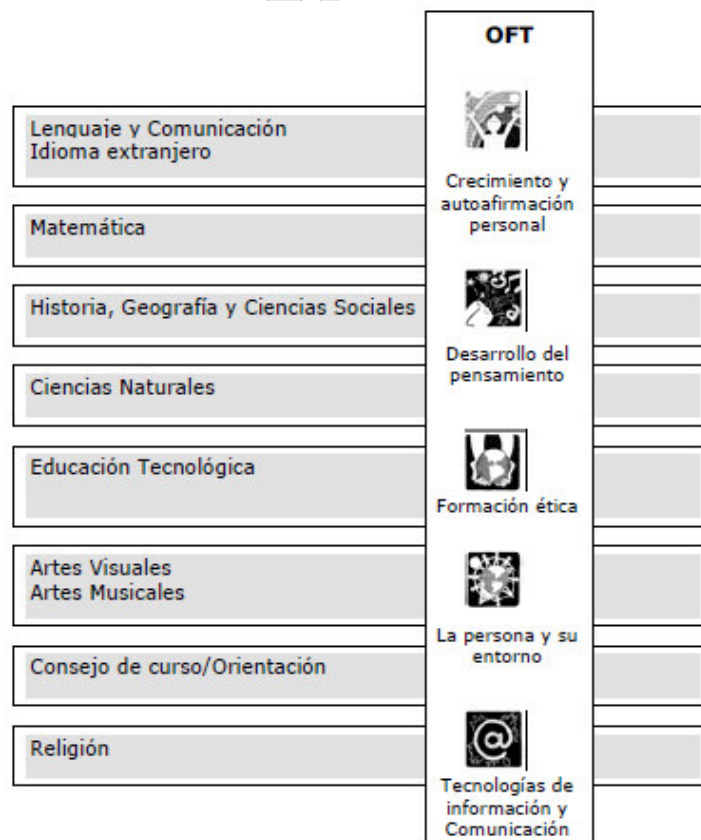 OFT
Lenguaje y Comunicación
Idioma extranjero
Crecimiento y
autoafirmación
personal
Matemática
Historia, Geografía y Ciencias Sociales
Desarrollo del
pensamiento
Ciencias Naturales
Educación Tecnológica
Formación ética
Artes Visuales
Artes Musicales
La persona y su
entorno
Consejo de curso/Orientación
Religión
@
Tecnologías de
información y
Comunicación